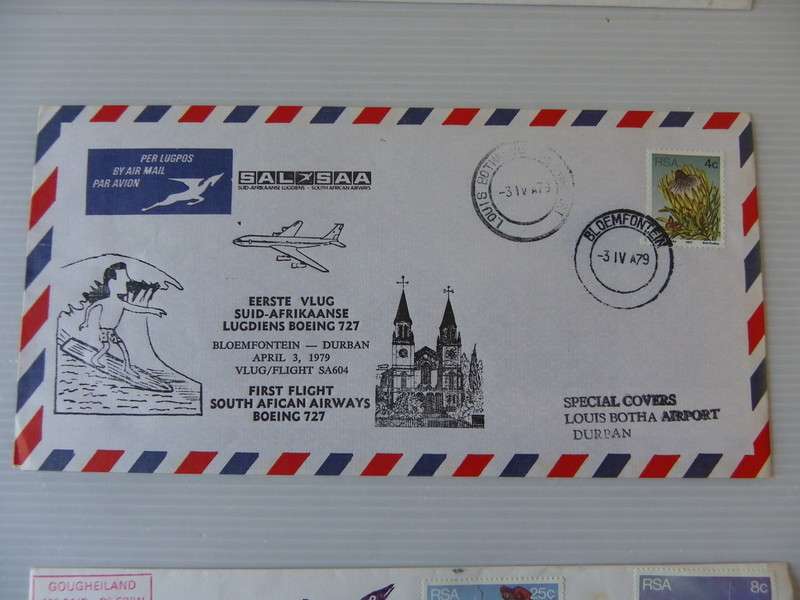 PER LUGPOS
BY AIR MAIL
PAR AVION
SAL SAA
SUID-AFRIKAANSE LUGDIENS - SOUTH AFRICAN AIRWAYS
LOUIS BOTHA
-3 IV A79
RSA 4c
BLOEMFONTEIN
-3 IV A79
EERSTE VLUG
SUID-AFRIKAANSE
LUGDIENS BOEING 727
BLOEMFONTEIN — DURBAN
APRIL 3, 1979
VLUG/FLIGHT SA604
FIRST FLIGHT
SOUTH AFICAN AIRWAYS
BOEING 727
SPECIAL COVERS
LOUIS BOTHA AIRPORT
DURBAN
GOUGHEILAND
25c
RSA 8c